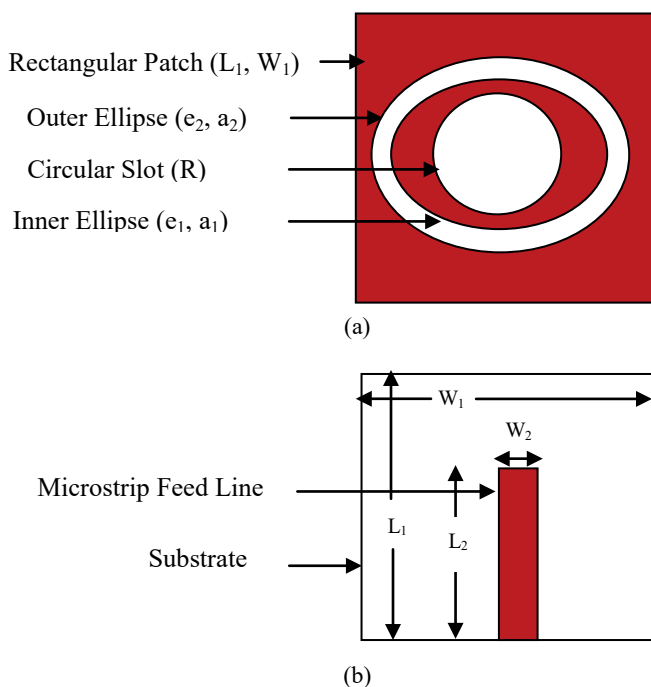 Rectangular Patch (L₁, W₁)
Outer Ellipse (e₂, a₂)
Circular Slot (R)
Inner Ellipse (e₁, a₁)
(a)
W₁
W₂
Microstrip Feed Line
L₁
L₂
Substrate
(b)